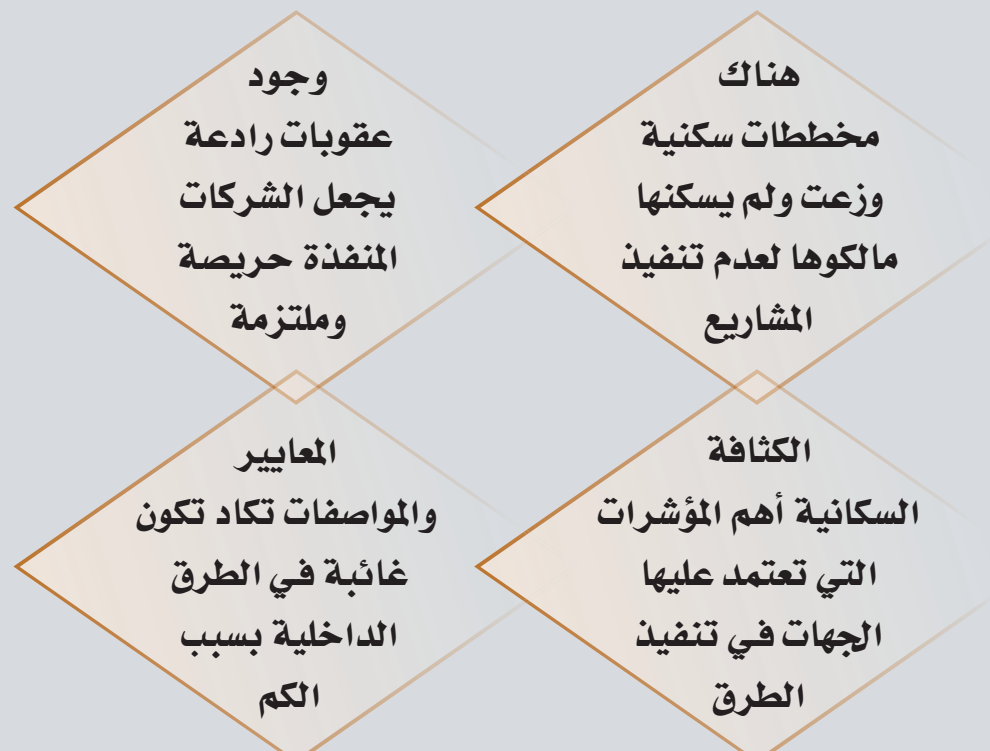 هناك
مخططات سكنية
وزعت ولم يسكنها
مالكوها لعدم تنفيذ
المشاريع
وجود
عقوبات رادعة
يجعل الشركات
المنفذة حريصة
وملتزمة
الكثافة
السكانية أهم المؤشرات
التي تعتمد عليها
الجهات في تنفيذ
الطرق
المعايير
والمواصفات تكاد تكون
غائبة في الطرق
الداخلية بسبب
الكم